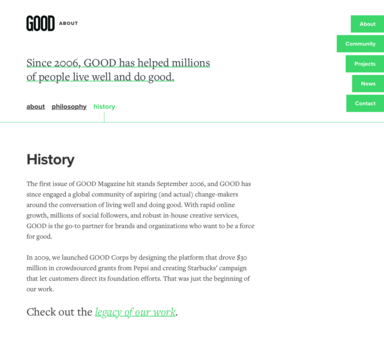 GOOD ABOUT
About
Community
Projects
News
Contact
Since 2006, GOOD has helped millions
of people live well and do good.
about philosophy history
History
The first issue of GOOD Magazine hit stands September 2006, and GOOD has
since engaged a global community of aspiring (and actual) change-makers
around the conversation of living well and doing good. With rapid online
growth, millions of social followers, and robust in-house creative services,
GOOD is the go-to partner for brands and organizations who want to be a force
for good.
In 2009, we launched GOOD Corps by designing the platform that drove $30
million in crowdsourced grants from Pepsi and creating Starbucks' campaign
that let customers direct its foundation efforts. That was just the beginning of
our work.
Check out the legacy of our work.